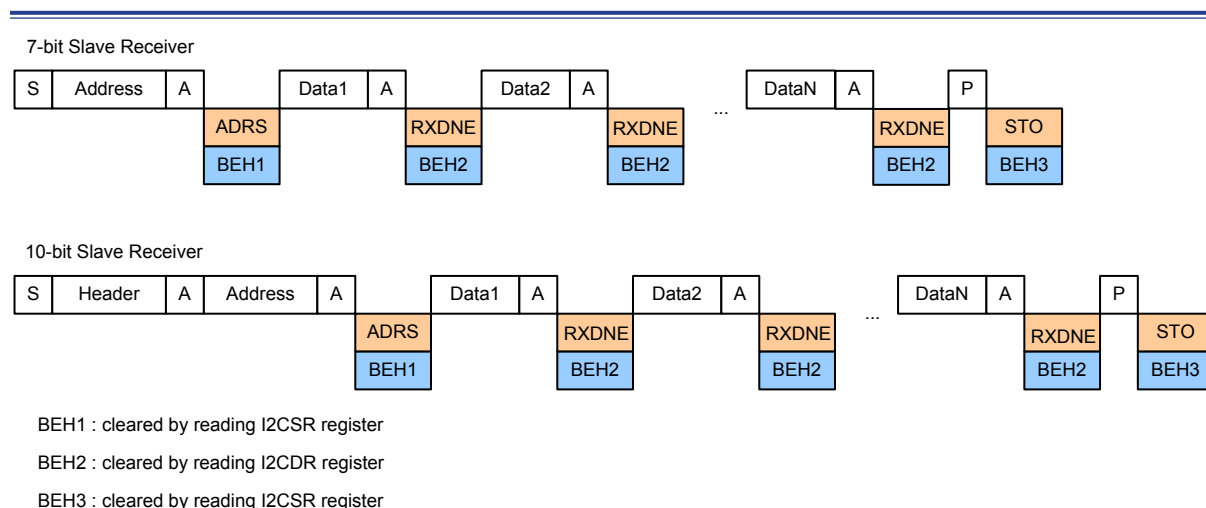 7-bit Slave Receiver
S Address A Data1 A Data2 A ... DataN A P
ADRS RXDNE RXDNE RXDNE STO
BEH1 BEH2 BEH2 BEH2 BEH3
10-bit Slave Receiver
S Header A Address A Data1 A Data2 A ... DataN A P
ADRS RXDNE RXDNE RXDNE STO
BEH1 BEH2 BEH2 BEH2 BEH3
BEH1 : cleared by reading I2CSR register
BEH2 : cleared by reading I2CDR register
BEH3 : cleared by reading I2CSR register